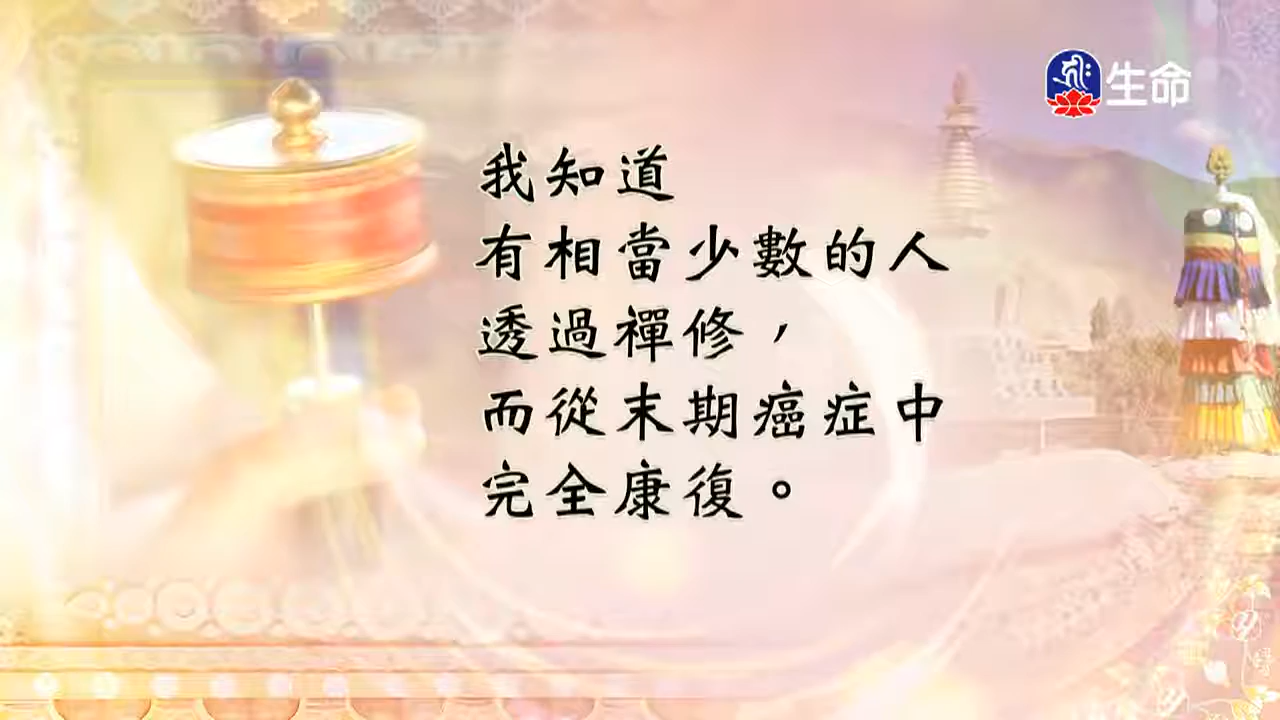 生命
我知道
有相當少數的人
透過禪修，
而從末期癌症中
完全康復。